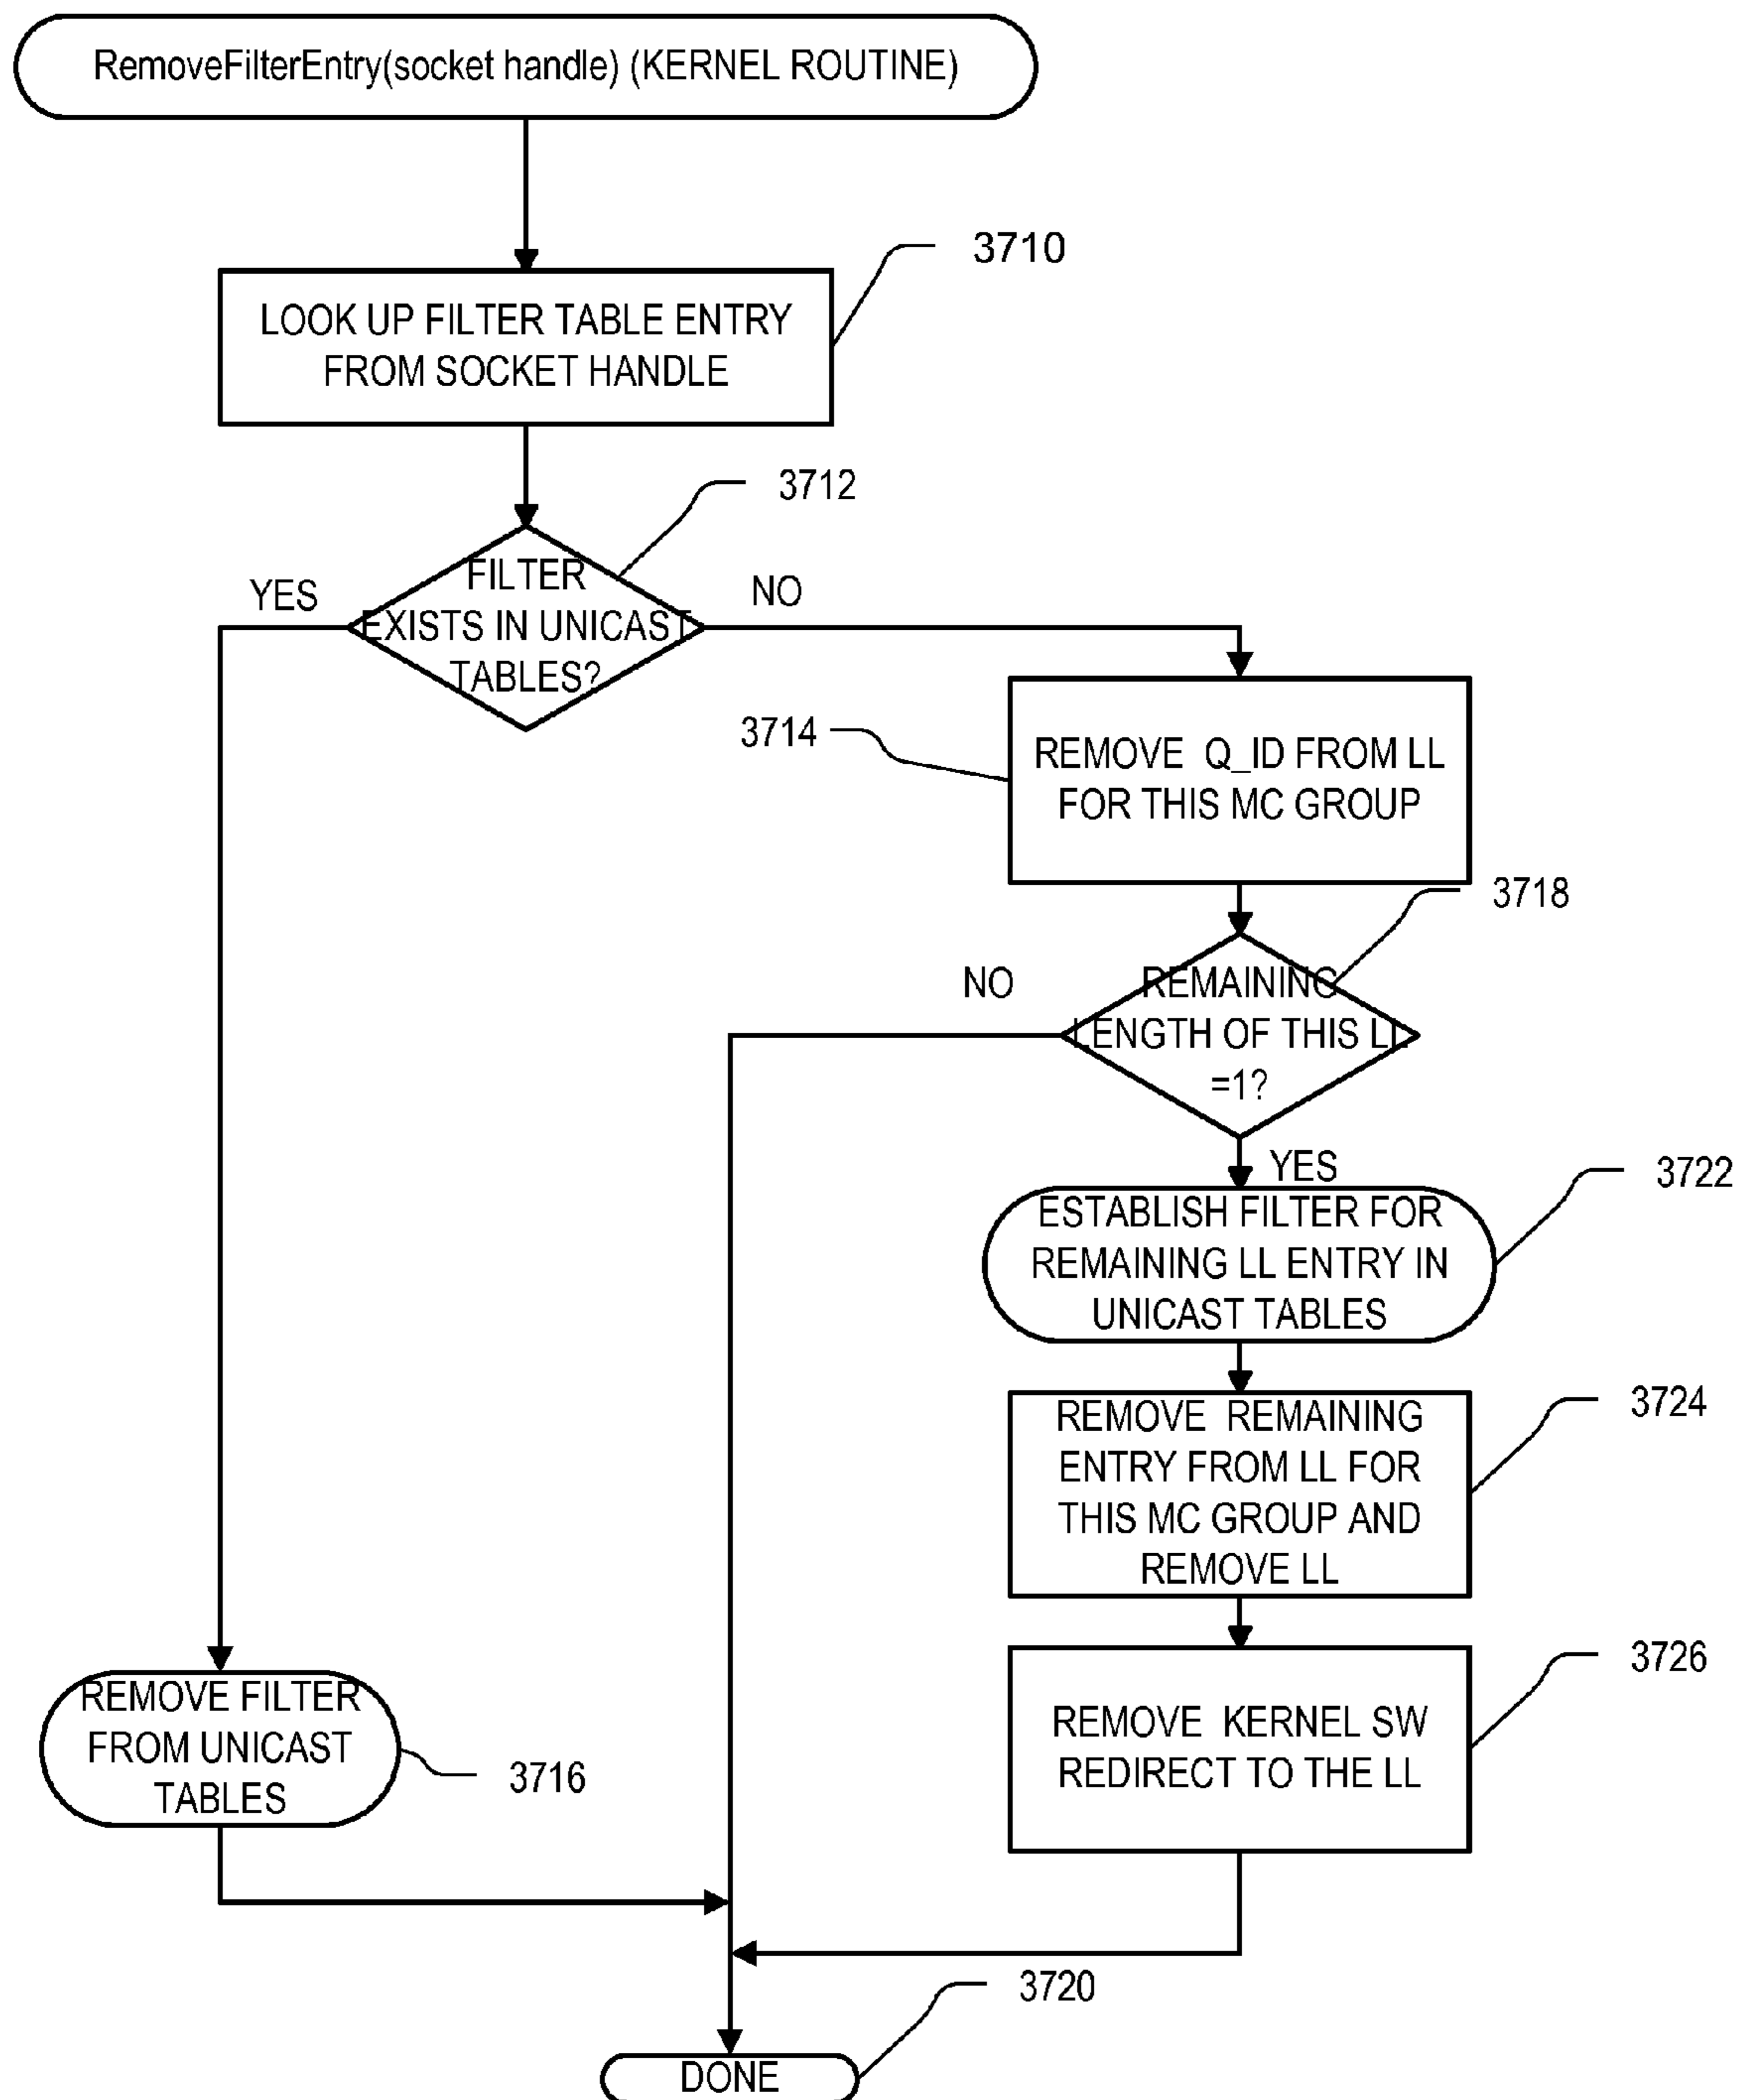 RemoveFilterEntry(socket handle) (KERNEL ROUTINE)
3710
LOOK UP FILTER TABLE ENTRY
FROM SOCKET HANDLE
3712
FILTER
EXISTS IN UNICAST
TABLES?
YES
NO
3714
REMOVE Q_ID FROM LL
FOR THIS MC GROUP
3718
NO
REMAINING
LENGTH OF THIS LL
=1?
YES
3722
ESTABLISH FILTER FOR
REMAINING LL ENTRY IN
UNICAST TABLES
3724
REMOVE REMAINING
ENTRY FROM LL FOR
THIS MC GROUP AND
REMOVE LL
3726
REMOVE KERNEL SW
REDIRECT TO THE LL
REMOVE FILTER
FROM UNICAST
TABLES
3716
3720
DONE